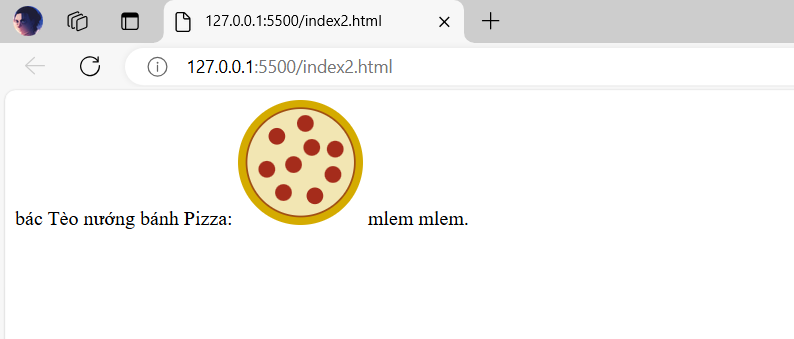 127.0.0.1:5500/index2.html
127.0.0.1:5500/index2.html
bác Tèo nướng bánh Pizza: mlem mlem.